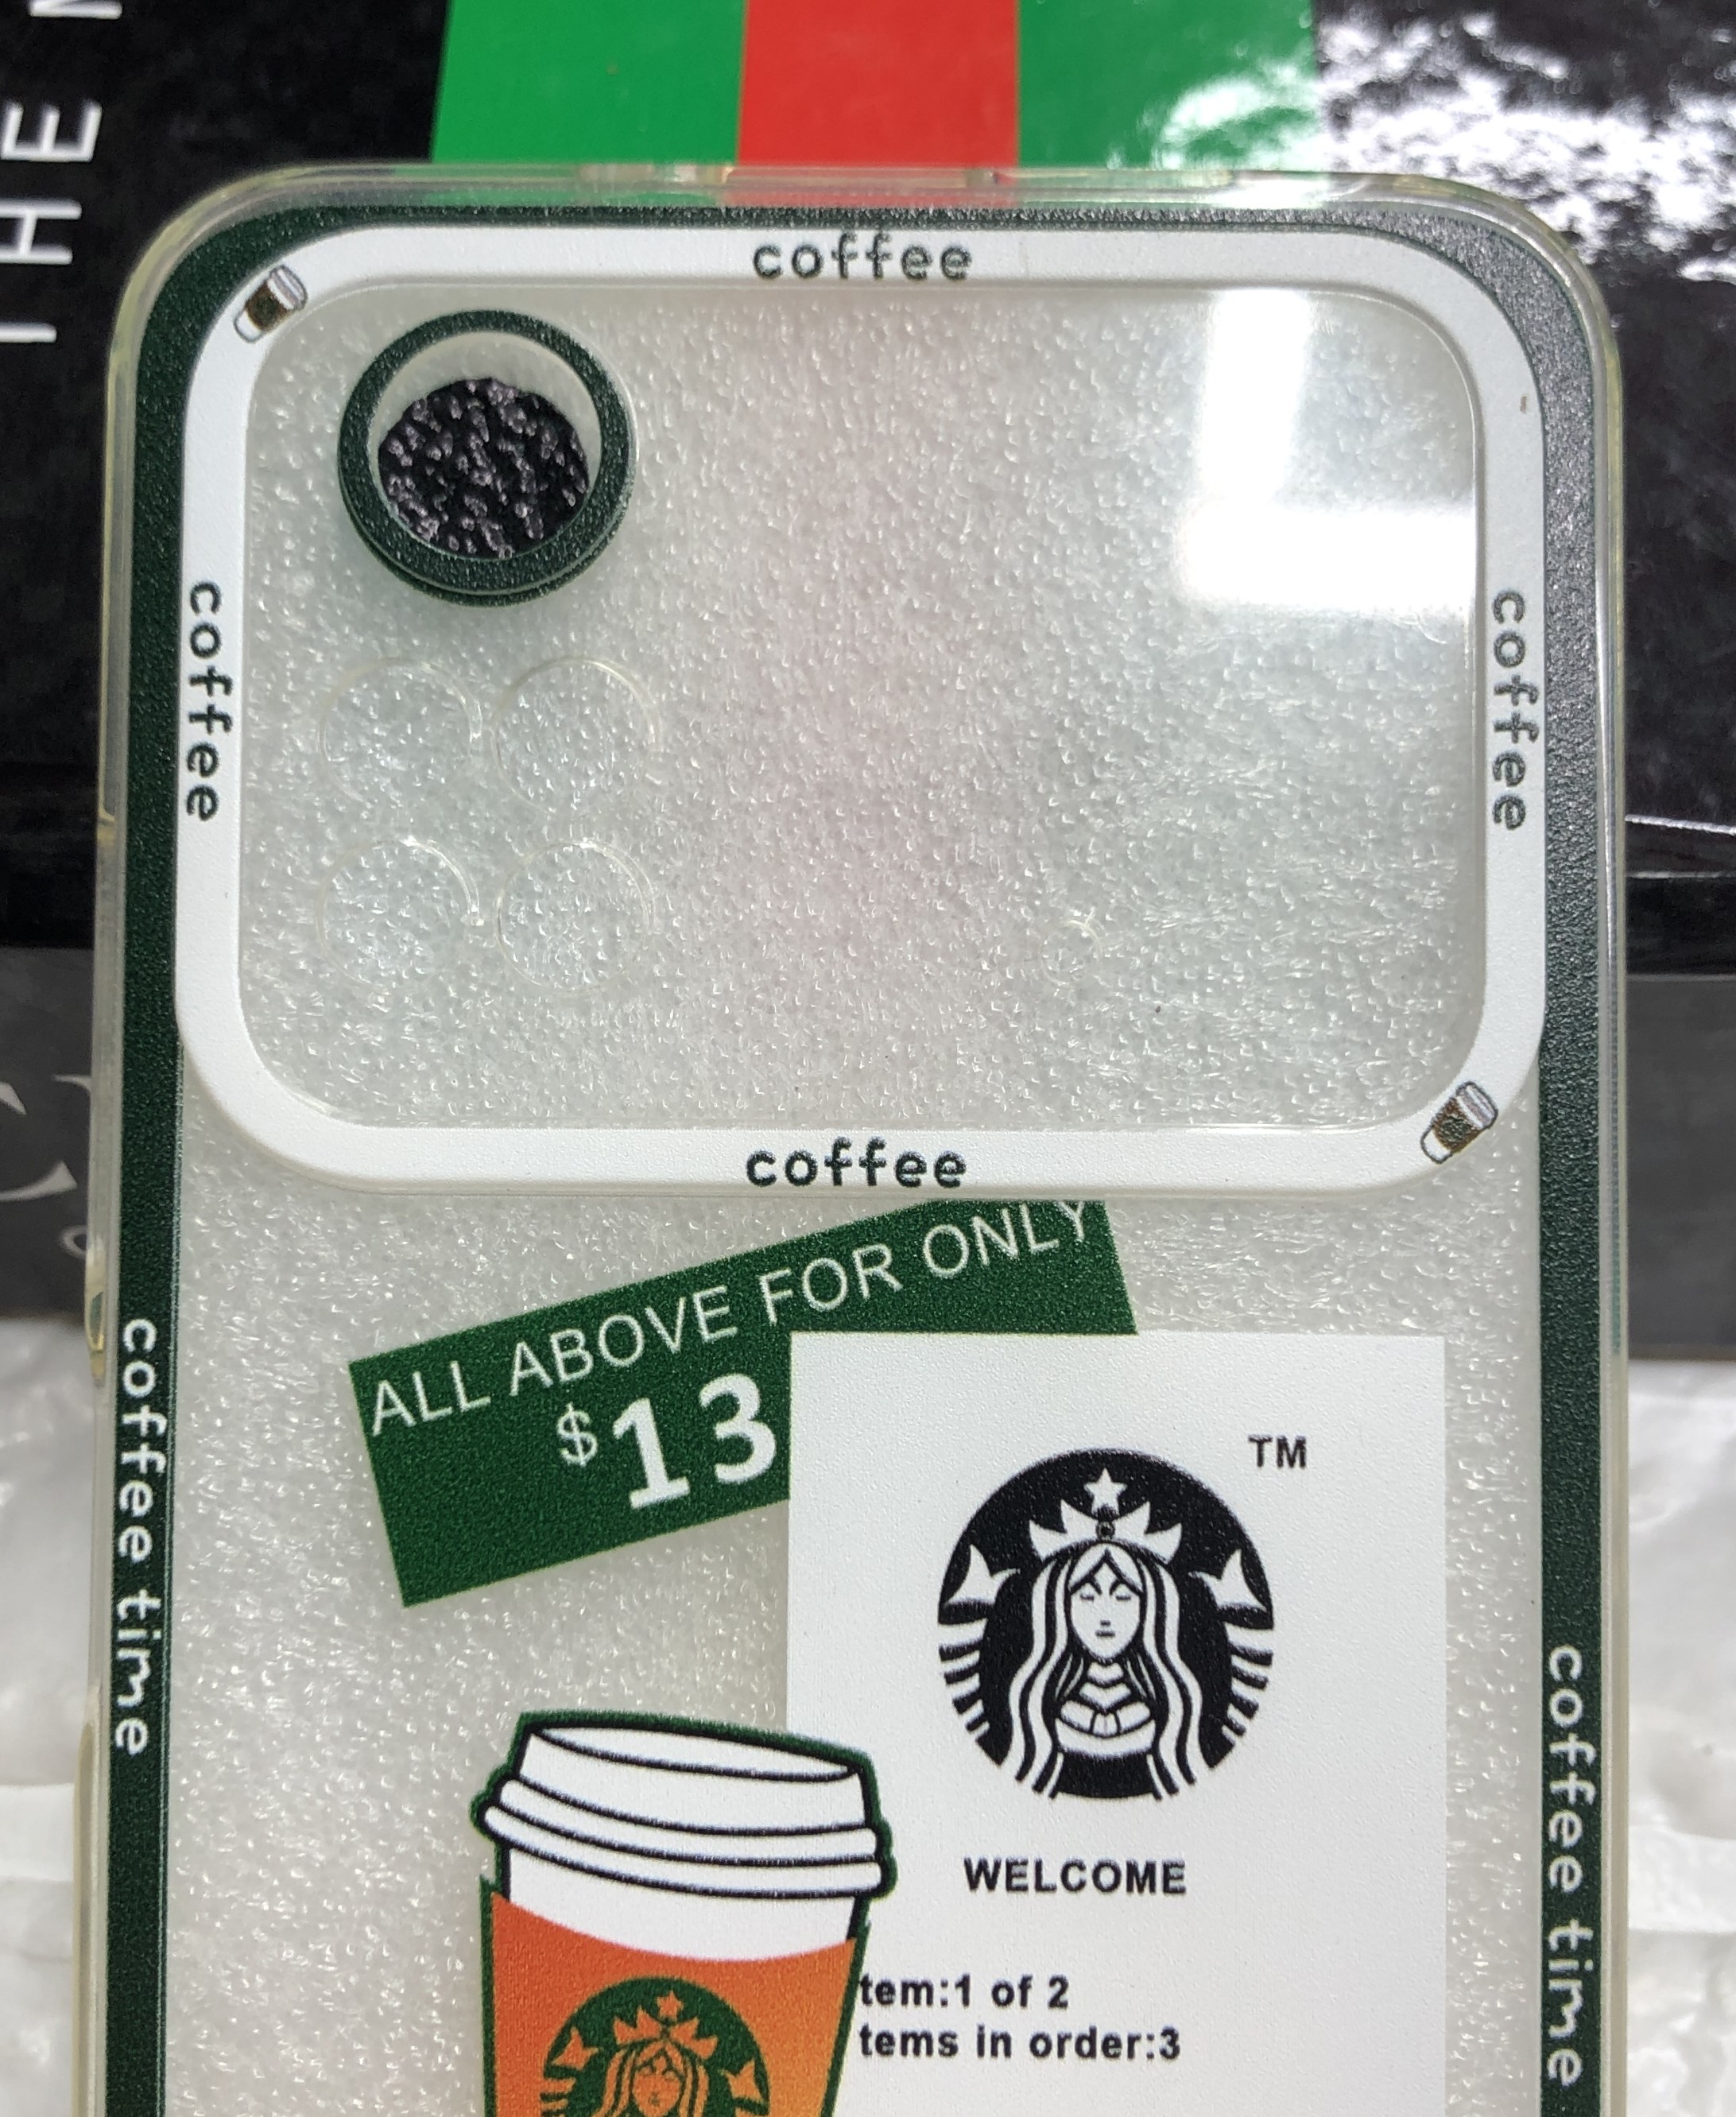 THE
coffee
coffee
coffee
coffee
ALL ABOVE FOR ONLY
$13
TM
WELCOME
tem:1 of 2
tems in order:3
coffee time
coffee time